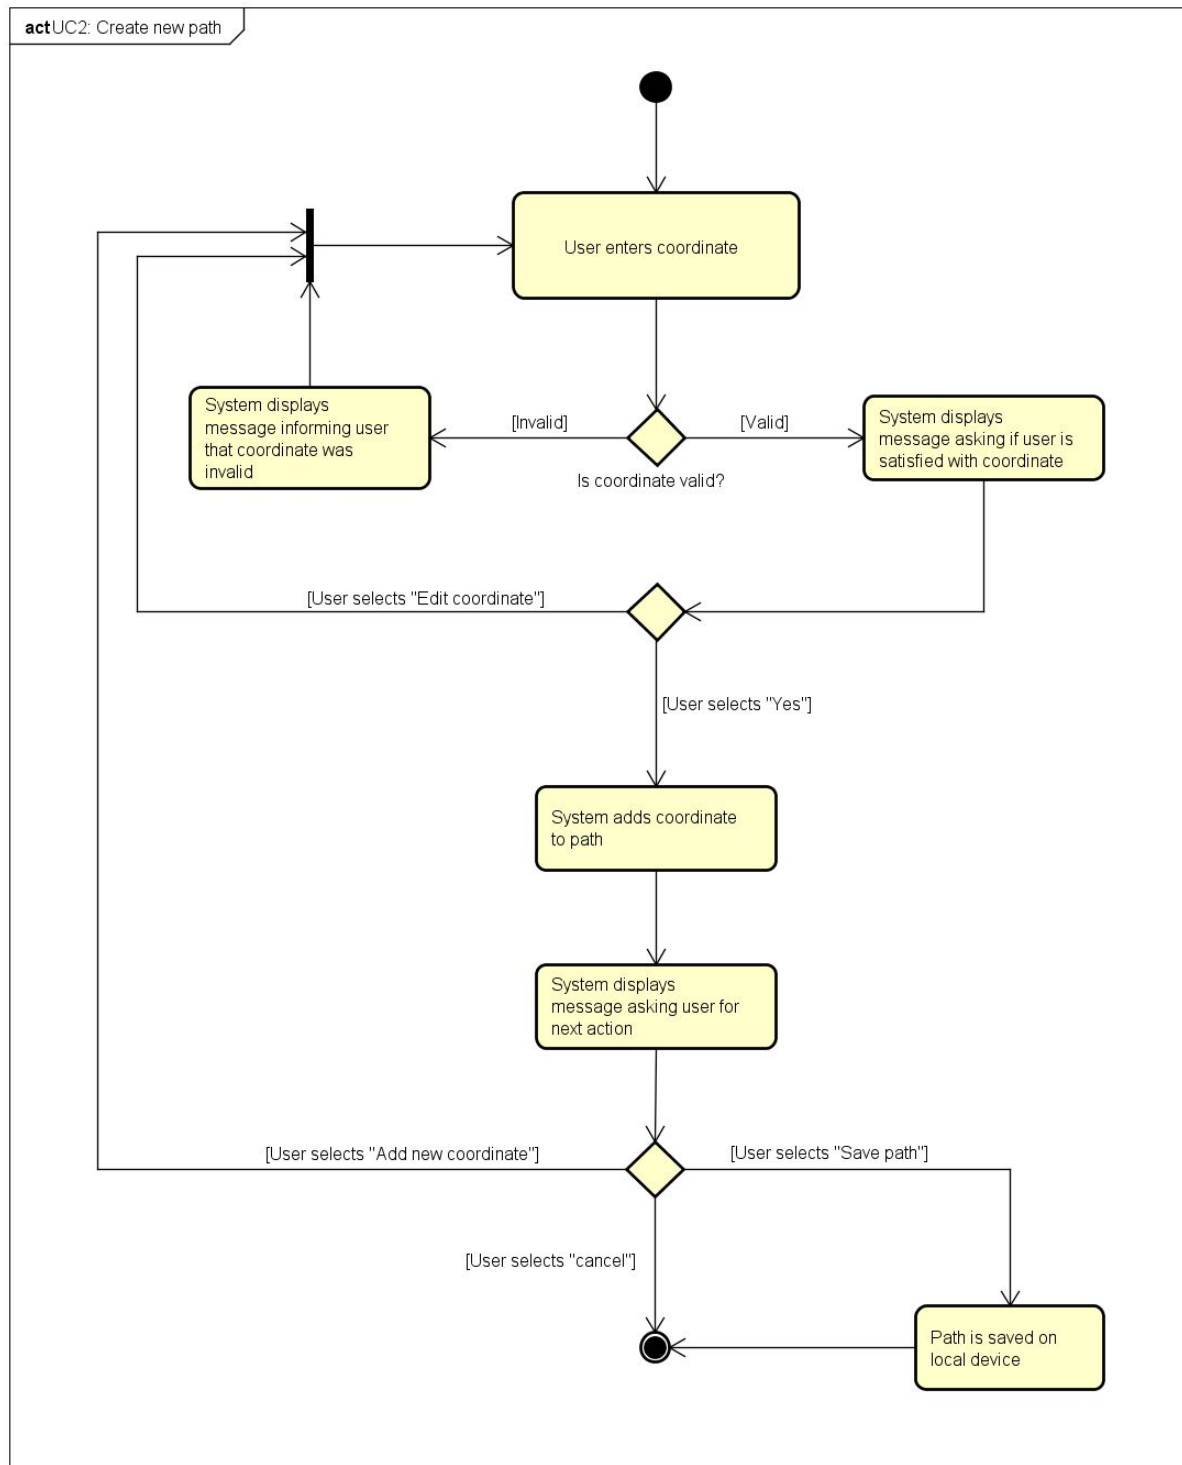 act UC2: Create new path
User enters coordinate
System displays
message informing user
that coordinate was
invalid
[Invalid]
[Valid]
Is coordinate valid?
System displays
message asking if user is
satisfied with coordinate
[User selects "Edit coordinate"]
[User selects "Yes"]
System adds coordinate
to path
System displays
message asking user for
next action
[User selects "Add new coordinate"]
[User selects "Save path"]
[User selects "cancel"]
Path is saved on
local device